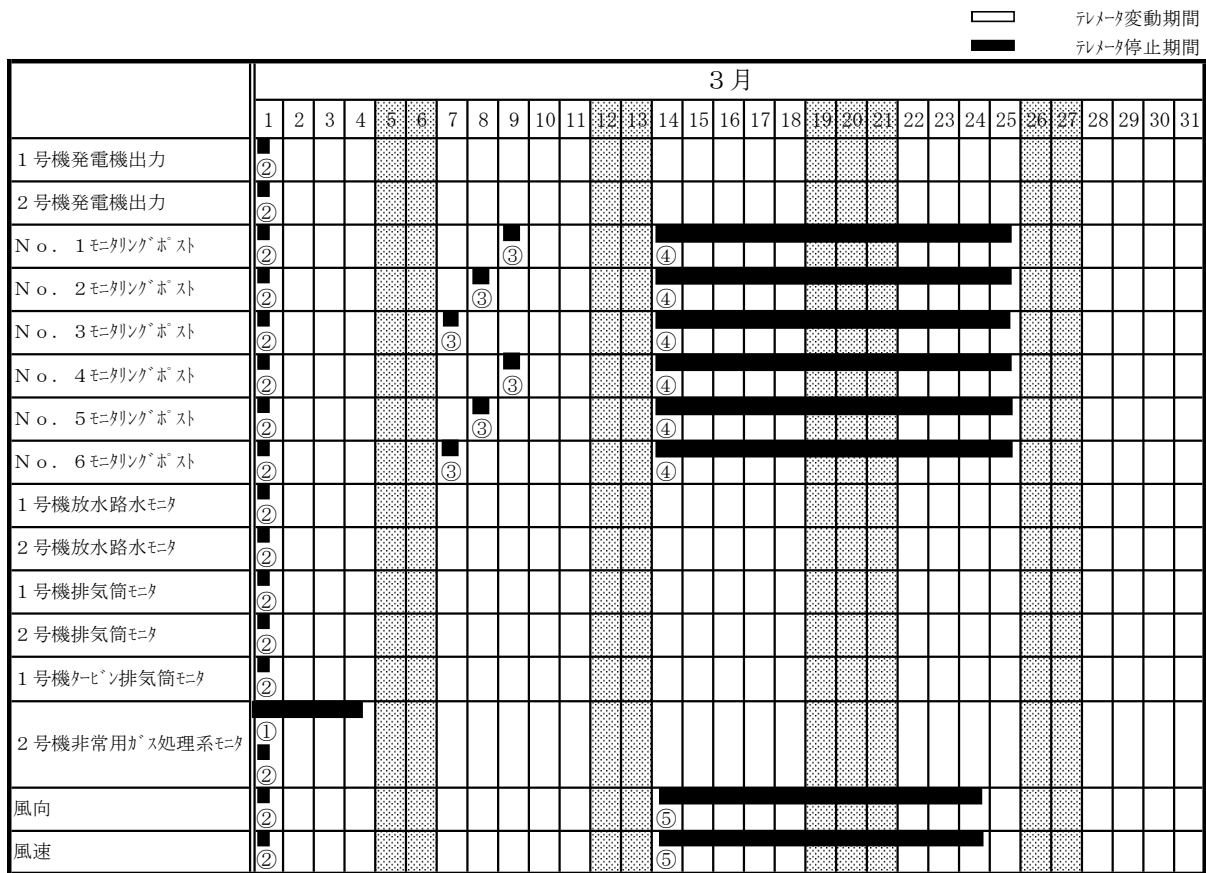 ﾃﾚﾒｰﾀ変動期間
ﾃﾚﾒｰﾀ停止期間
３月
1 2 3 4 5 6 7 8 9 10 11 12 13 14 15 16 17 18 19 20 21 22 23 24 25 26 27 28 29 30 31
１号機発電機出力
②
２号機発電機出力
②
Ｎｏ．１ﾓﾆﾀﾘﾝｸﾞﾎﾟｽﾄ
② ③ ④
Ｎｏ．２ﾓﾆﾀﾘﾝｸﾞﾎﾟｽﾄ
② ③ ④
Ｎｏ．３ﾓﾆﾀﾘﾝｸﾞﾎﾟｽﾄ
② ③ ④
Ｎｏ．４ﾓﾆﾀﾘﾝｸﾞﾎﾟｽﾄ
② ③ ④
Ｎｏ．５ﾓﾆﾀﾘﾝｸﾞﾎﾟｽﾄ
② ③ ④
Ｎｏ．６ﾓﾆﾀﾘﾝｸﾞﾎﾟｽﾄ
② ③ ④
１号機放水路水ﾓﾆﾀ
②
２号機放水路水ﾓﾆﾀ
②
１号機排気筒ﾓﾆﾀ
②
２号機排気筒ﾓﾆﾀ
②
１号機ﾀｰﾋﾞﾝ排気筒ﾓﾆﾀ
②
２号機非常用ｶﾞｽ処理系ﾓﾆﾀ
①
②
風向
② ⑤
風速
② ⑤